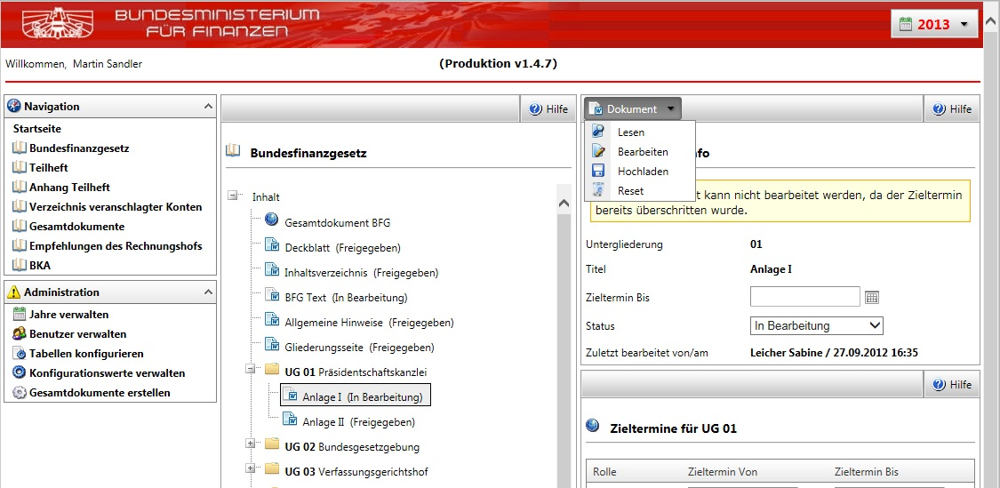 BUNDESMINISTERIUM
FÜR FINANZEN
2013
Willkommen, Martin Sandler
(Produktion v1.4.7)
Navigation
Startseite
Bundesfinanzgesetz
Teilheft
Anhang Teilheft
Verzeichnis veranschlagter Konten
Gesamtdokumente
Empfehlungen des Rechnungshofs
BKA
Administration
Jahre verwalten
Benutzer verwalten
Tabellen konfigurieren
Konfigurationswerte verwalten
Gesamtdokumente erstellen
Hilfe
Bundesfinanzgesetz
Inhalt
Gesamtdokument BFG
Deckblatt (Freigegeben)
Inhaltsverzeichnis (Freigegeben)
BFG Text (In Bearbeitung)
Allgemeine Hinweise (Freigegeben)
Gliederungsseite (Freigegeben)
UG 01 Präsidentschaftskanzlei
Anlage I (In Bearbeitung)
Anlage II (Freigegeben)
UG 02 Bundesgesetzgebung
UG 03 Verfassungsgerichtshof
Dokument
Hilfe
Lesen
Bearbeiten
Hochladen
Reset
nfo
t kann nicht bearbeitet werden, da der Zieltermin
bereits überschritten wurde.
Untergliederung 01
Titel Anlage I
Zieltermin Bis
Status In Bearbeitung
Zuletzt bearbeitet von/am Leicher Sabine / 27.09.2012 16:35
Hilfe
Zieltermine für UG 01
Rolle Zieltermin Von Zieltermin Bis